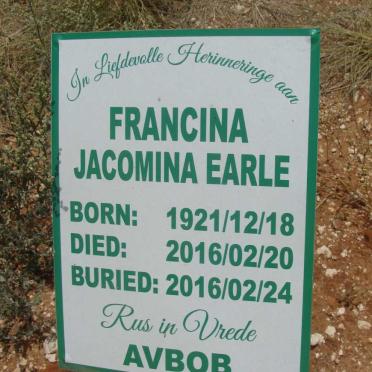 In Liefdevolle Herinneringe aan
FRANCINA
JACOMINA EARLE
BORN: 1921/12/18
DIED: 2016/02/20
BURIED: 2016/02/24
Rus in Vrede
AVBOB